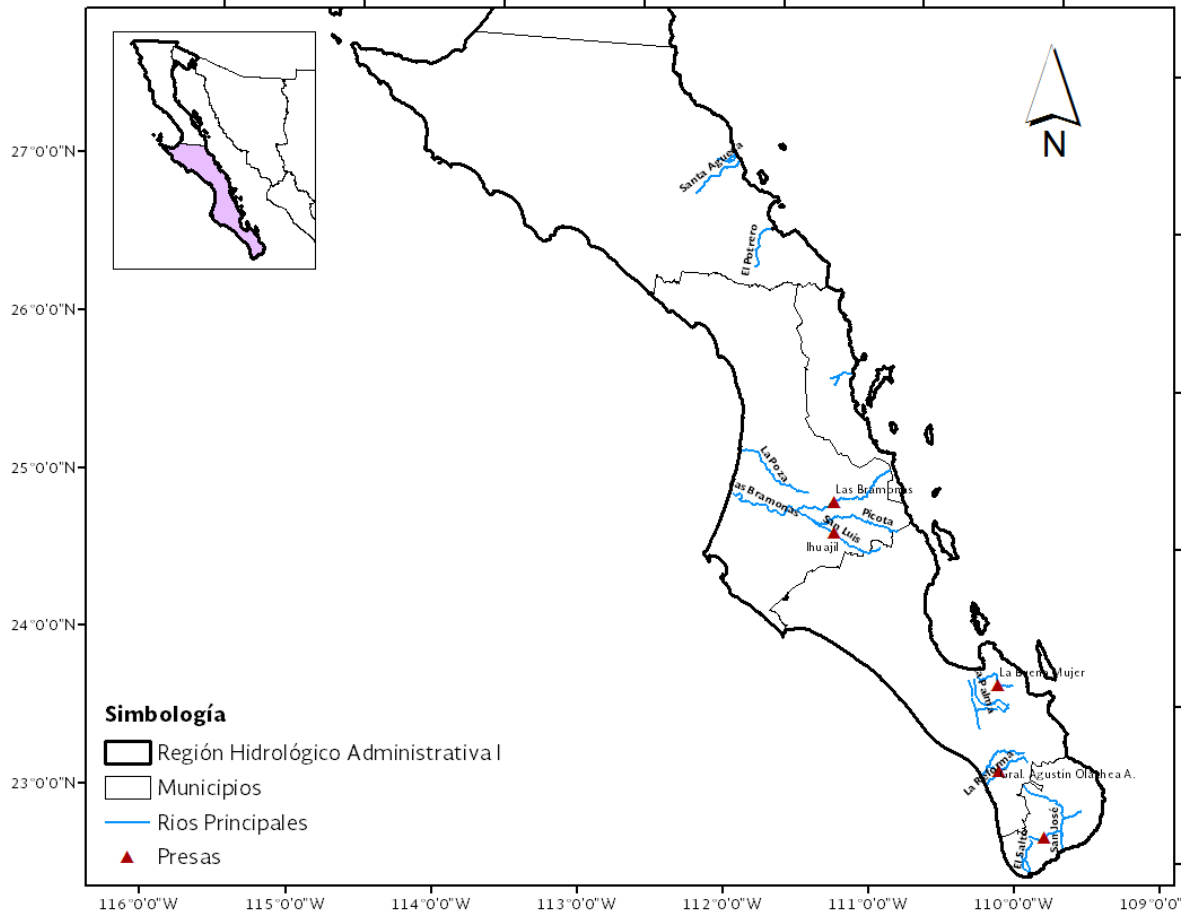 N
27°0'0"N
26°0'0"N
25°0'0"N
24°0'0"N
23°0'0"N
Santa Agueda
El Potrero
La Poza
Las Bramonas
as Bramonas
Picota
San Luis
Ihuajil
La Buena Mujer
a Palma
La Reforma
Gral. Agustín Olachea A.
San José
El Salto
Simbología
Región Hidrológico Administrativa I
Municipios
Rios Principales
Presas
116°0'0"W
115°0'0"W
114°0'0"W
113°0'0"W
112°0'0"W
111°0'0"W
110°0'0"W
109°0'0"